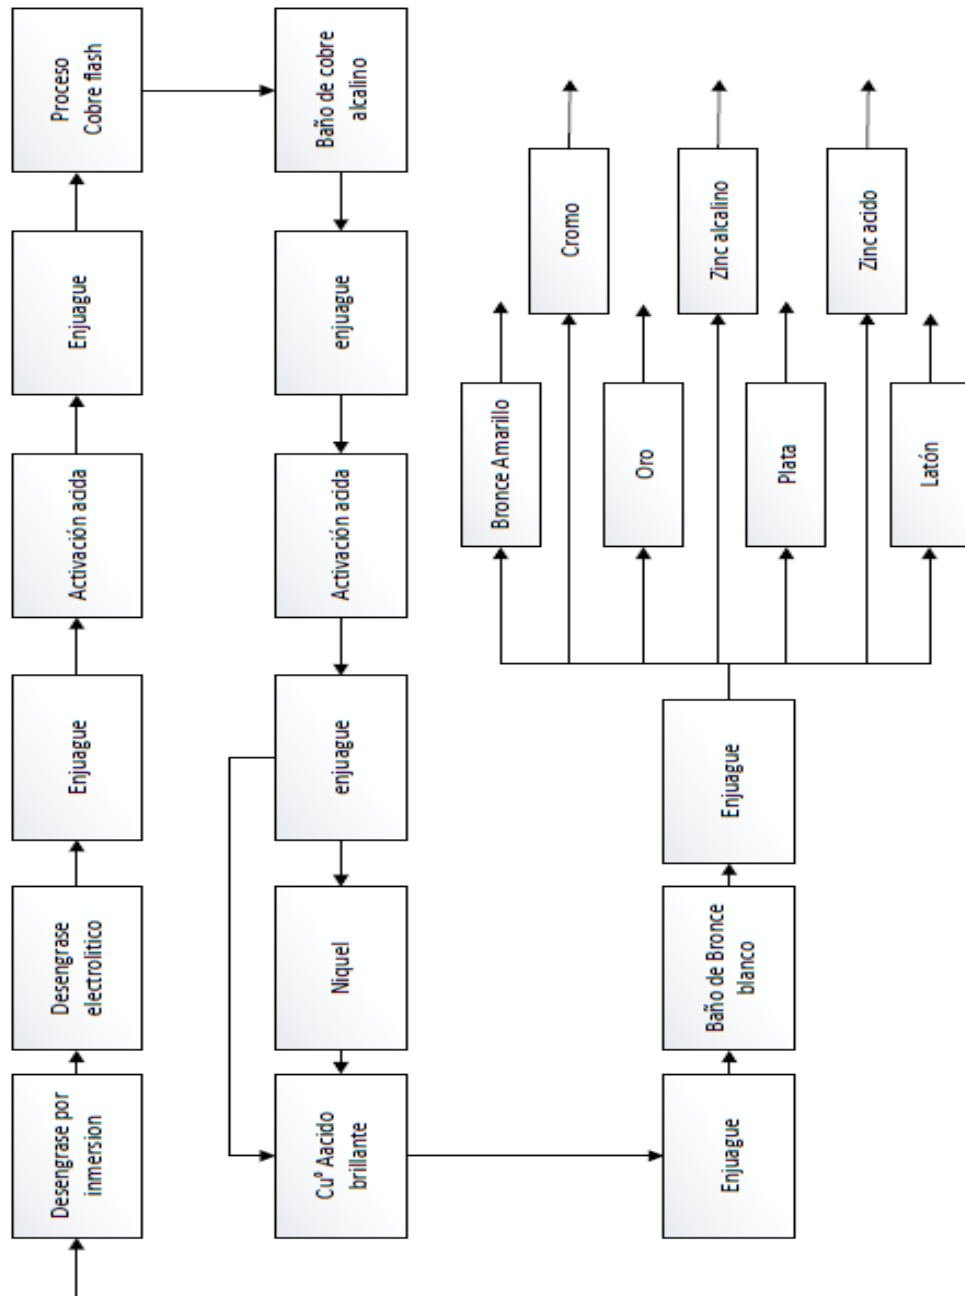 Desengrase por
inmersion
Desengrase
electrolitico
Enjuague
Activación acida
Enjuague
Proceso
Cobre flash
Baño de cobre
alcalino
enjuague
Activación acida
enjuague
Niquel
Cu⁰ Aacido
brillante
Enjuague
Baño de Bronce
blanco
Enjuague
Bronce Amarillo
Cromo
Oro
Zinc alcalino
Plata
Zinc acido
Latón